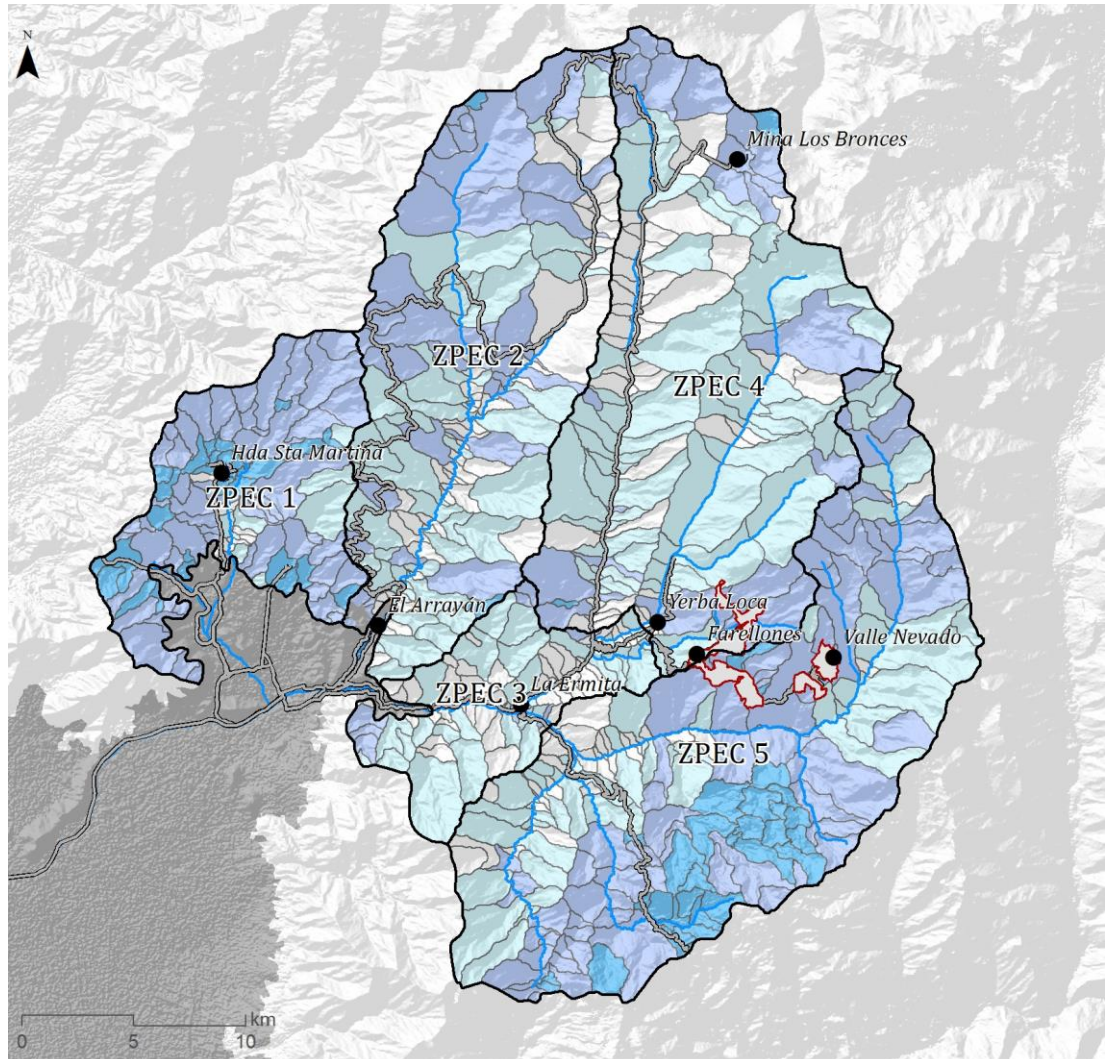 N
Mina Los Bronces
ZPEC 2
ZPEC 4
Hda Sta Martina
ZPEC 1
El Arrayán
Yerba Loca
Farellones
Valle Nevado
La Ermita
ZPEC 3
ZPEC 5
km
0 5 10